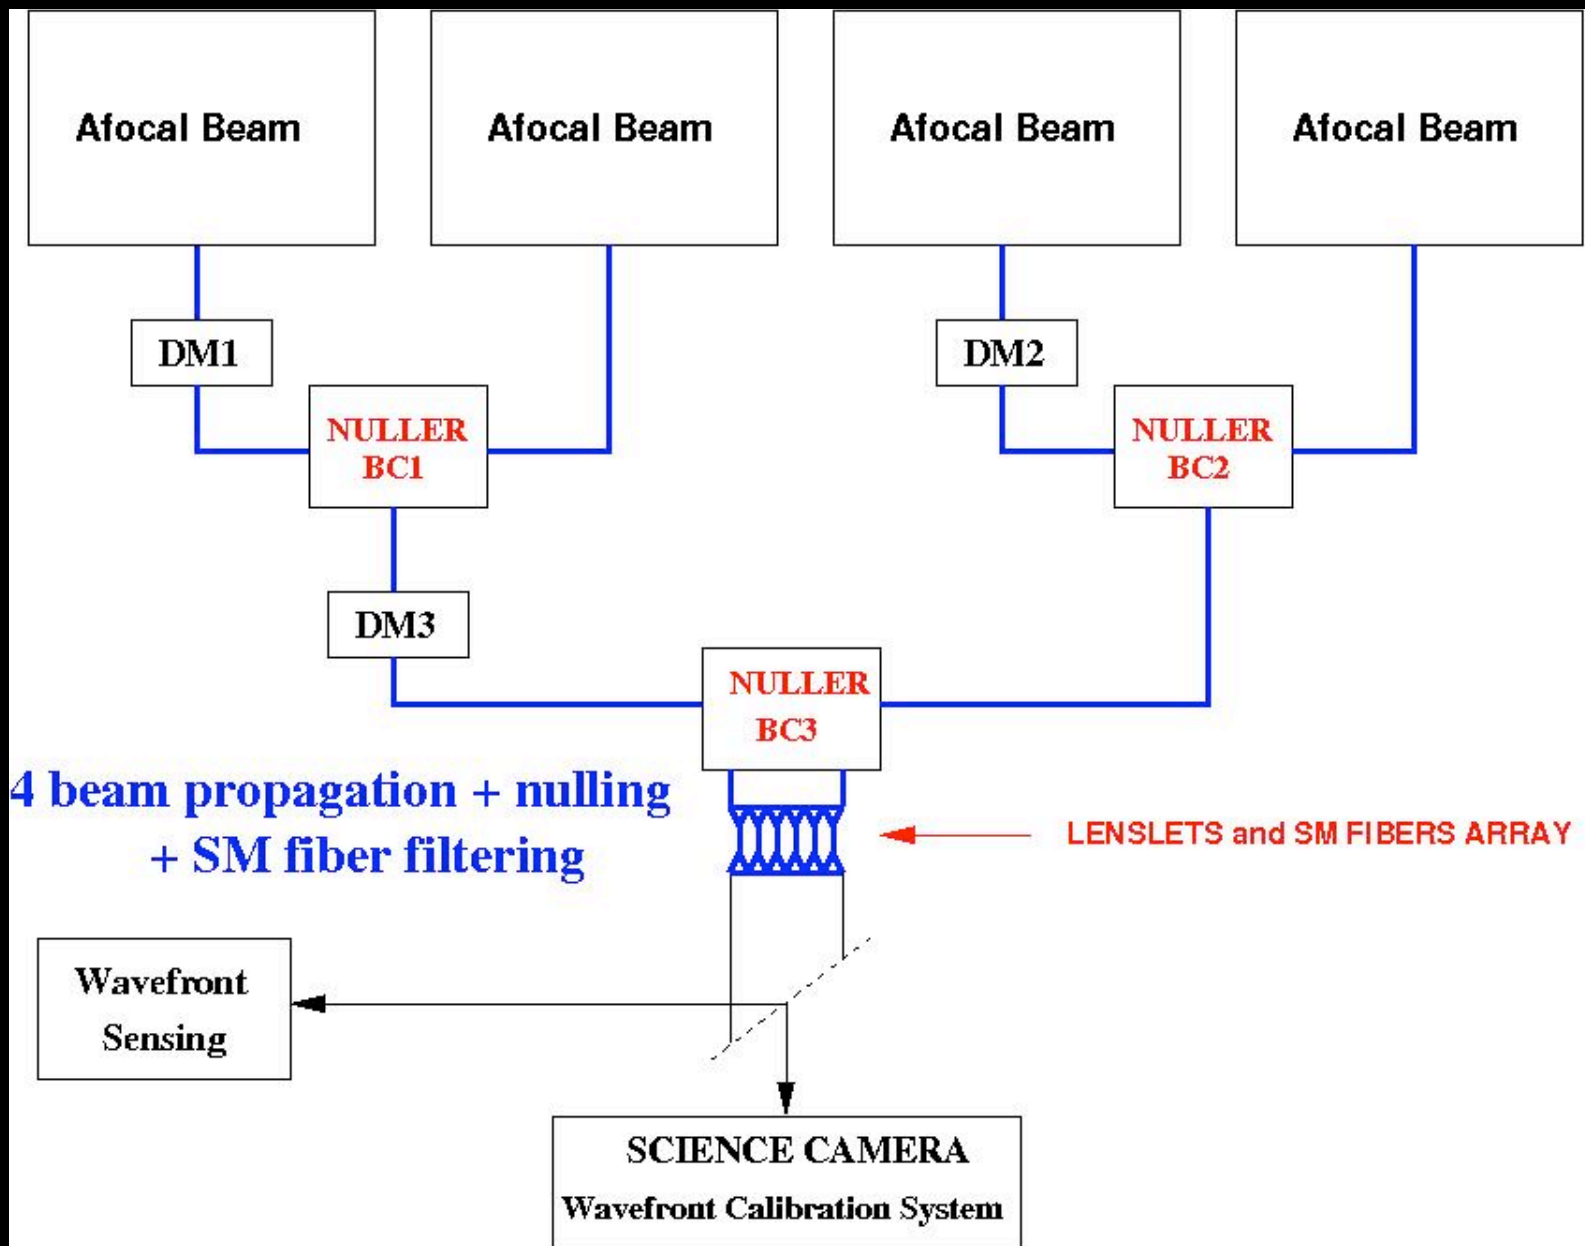 Afocal Beam
Afocal Beam
Afocal Beam
Afocal Beam
DM1
DM2
NULLER
BC1
NULLER
BC2
DM3
NULLER
BC3
4 beam propagation + nulling
+ SM fiber filtering
LENSLETS and SM FIBERS ARRAY
Wavefront
Sensing
SCIENCE CAMERA
Wavefront Calibration System